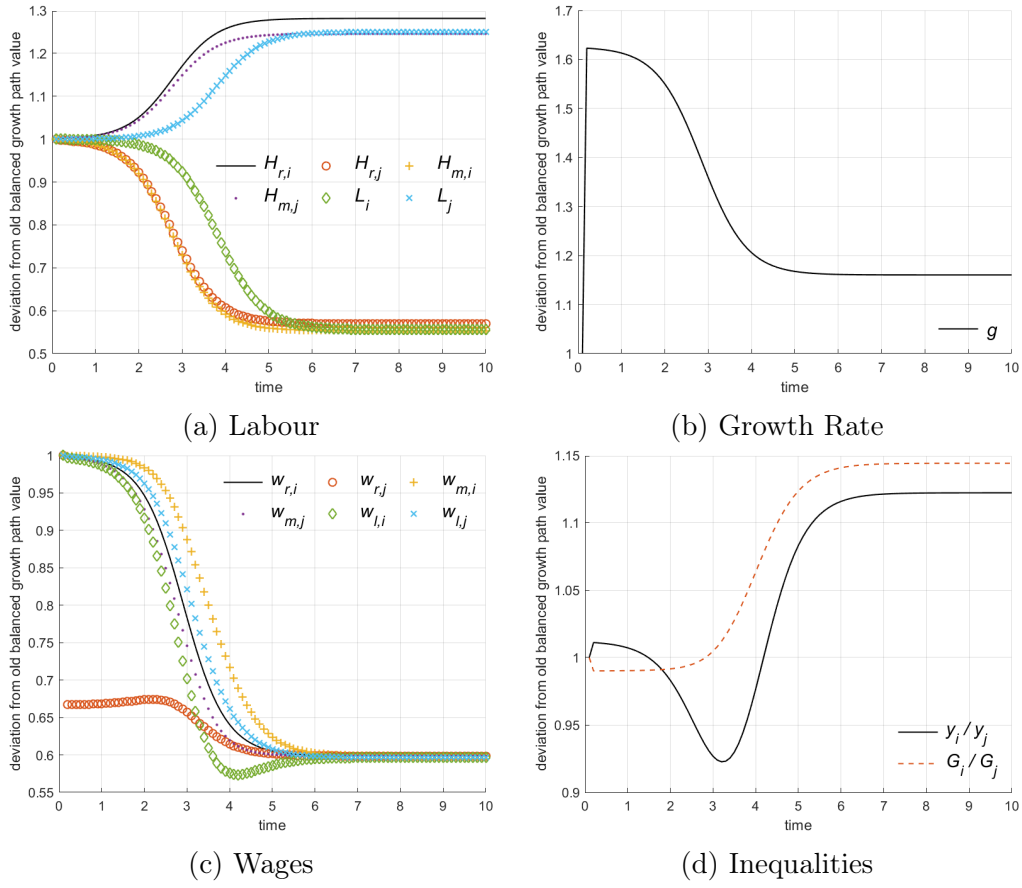 deviation from old balanced growth path value
1.3
1.2
1.1
1
0.9
0.8
0.7
0.6
0.5
H_{r,i} H_{r,j} H_{m,i}
H_{m,j} L_i L_j
0 1 2 3 4 5 6 7 8 9 10
time
(a) Labour
deviation from old balanced growth path value
1.7
1.6
1.5
1.4
1.3
1.2
1.1
1
g
0 1 2 3 4 5 6 7 8 9 10
time
(b) Growth Rate
deviation from old balanced growth path value
1
0.95
0.9
0.85
0.8
0.75
0.7
0.65
0.6
0.55
w_{r,i} w_{r,j} w_{m,i}
w_{m,j} w_{l,i} w_{l,j}
0 1 2 3 4 5 6 7 8 9 10
time
(c) Wages
deviation from old balanced growth path value
1.15
1.1
1.05
1
0.95
0.9
y_i / y_j
G_i / G_j
0 1 2 3 4 5 6 7 8 9 10
time
(d) Inequalities